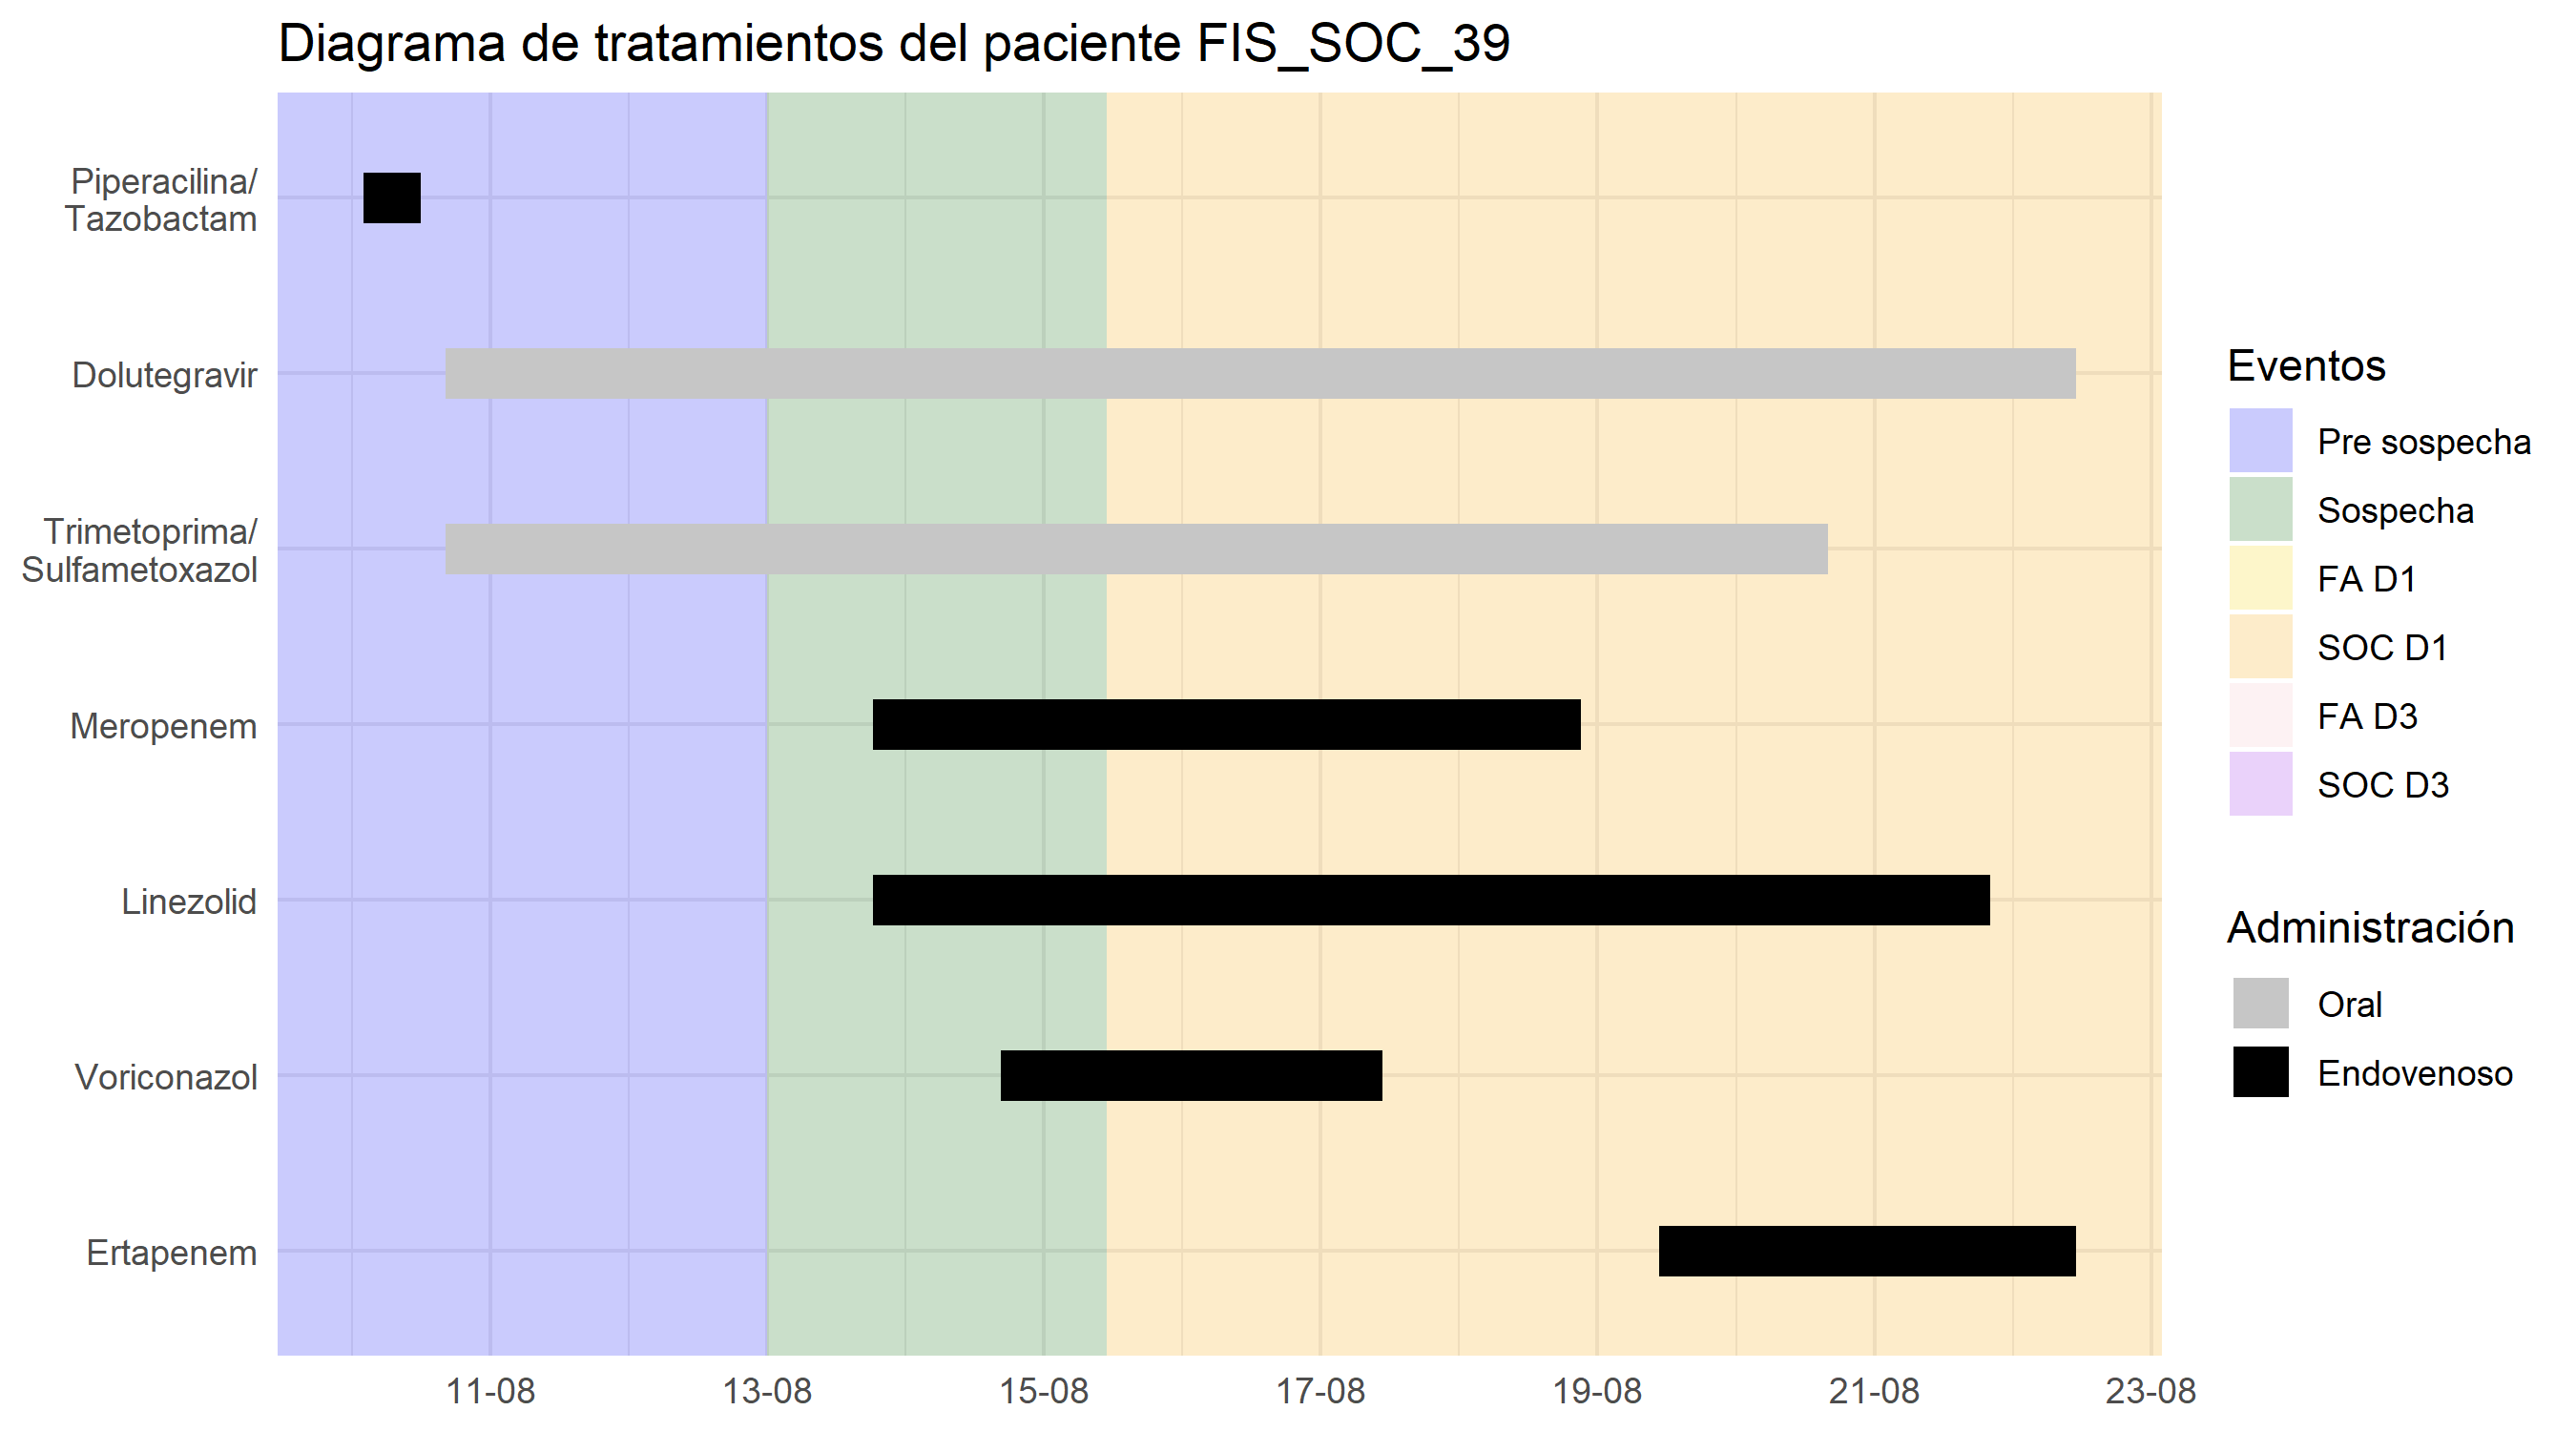 Diagrama de tratamientos del paciente FIS_SOC_39
Piperacilina/
Tazobactam
Dolutegravir
Trimetoprima/
Sulfametoxazol
Meropenem
Linezolid
Voriconazol
Ertapenem
11-08
13-08
15-08
17-08
19-08
21-08
23-08
Eventos
Pre sospecha
Sospecha
FA D1
SOC D1
FA D3
SOC D3
Administración
Oral
Endovenoso